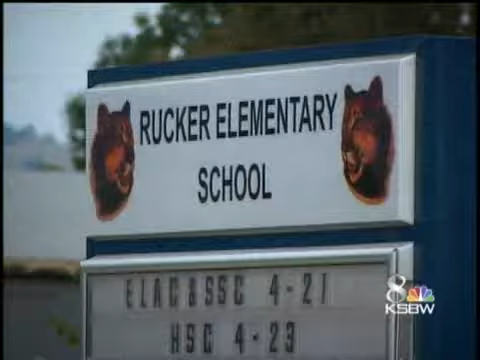 RUCKER ELEMENTARY
SCHOOL
ELAC & SSC 4-21
HSC 4-23
8
KSBW